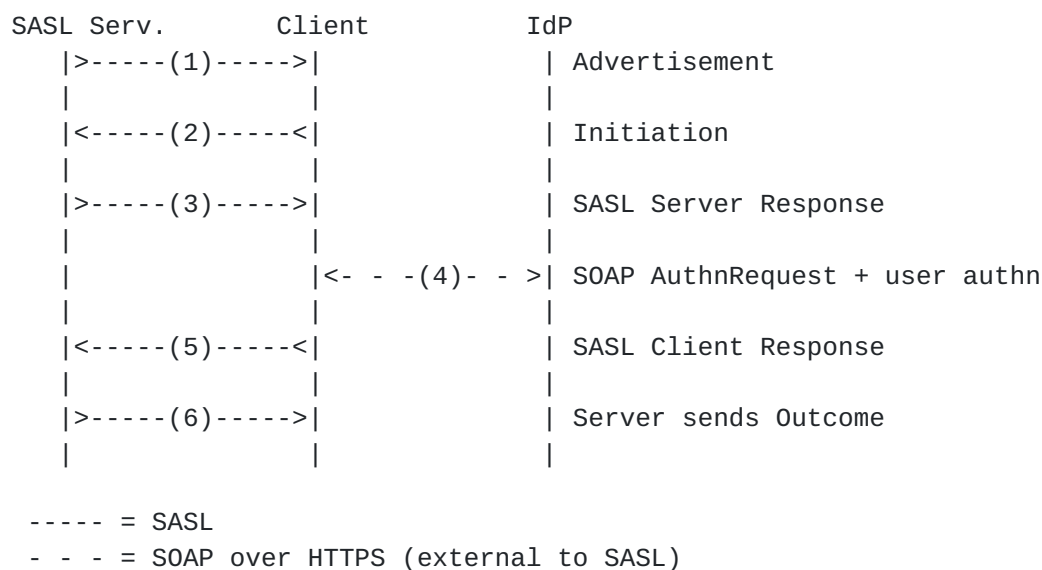 SASL Serv.       Client          IdP
    |>-----(1)----->|               | Advertisement
    |               |               |
    |<-----(2)-----<|               | Initiation
    |               |               |
    |>-----(3)----->|               | SASL Server Response
    |               |               |
    |               |<- - -(4)- - >| SOAP AuthnRequest + user authn
    |               |               |
    |<-----(5)-----<|               | SASL Client Response
    |               |               |
    |>-----(6)----->|               | Server sends Outcome
    |               |               |
 ----- = SASL
 - - - = SOAP over HTTPS (external to SASL)